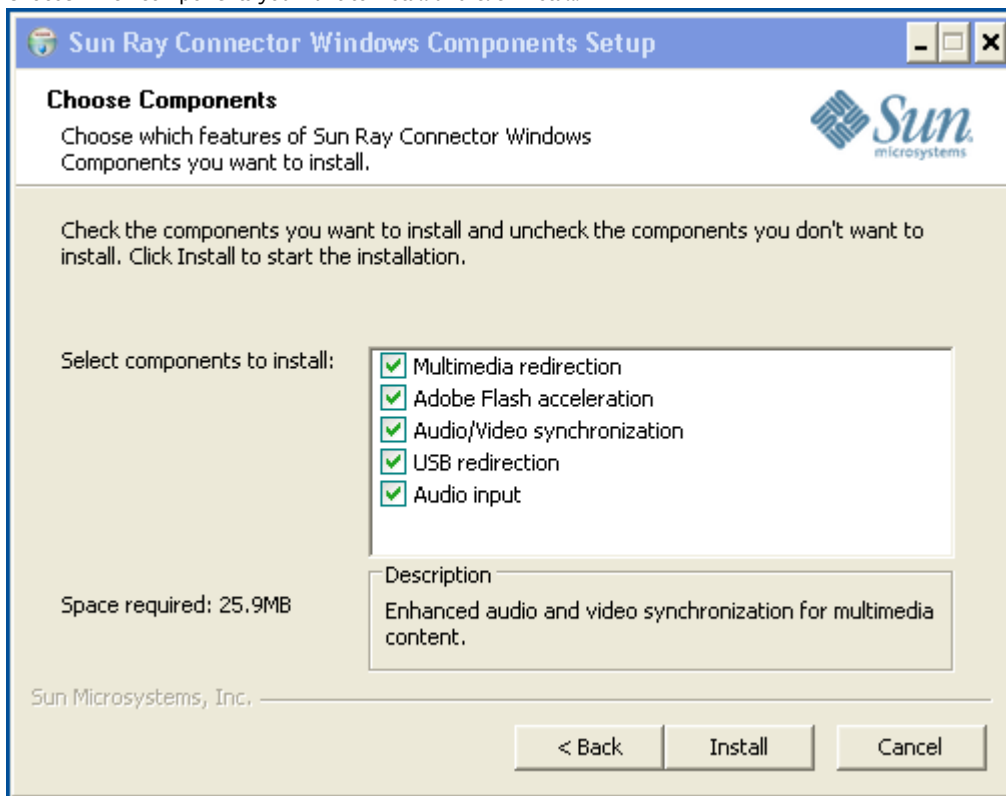 Sun Ray Connector Windows Components Setup
Choose Components
Choose which features of Sun Ray Connector Windows
Components you want to install.
Sun
microsystems
Check the components you want to install and uncheck the components you don't want to
install. Click Install to start the installation.
Select components to install:
Multimedia redirection
Adobe Flash acceleration
Audio/Video synchronization
USB redirection
Audio input
Space required: 25.9MB
Description
Enhanced audio and video synchronization for multimedia
content.
Sun Microsystems, Inc.
< Back
Install
Cancel